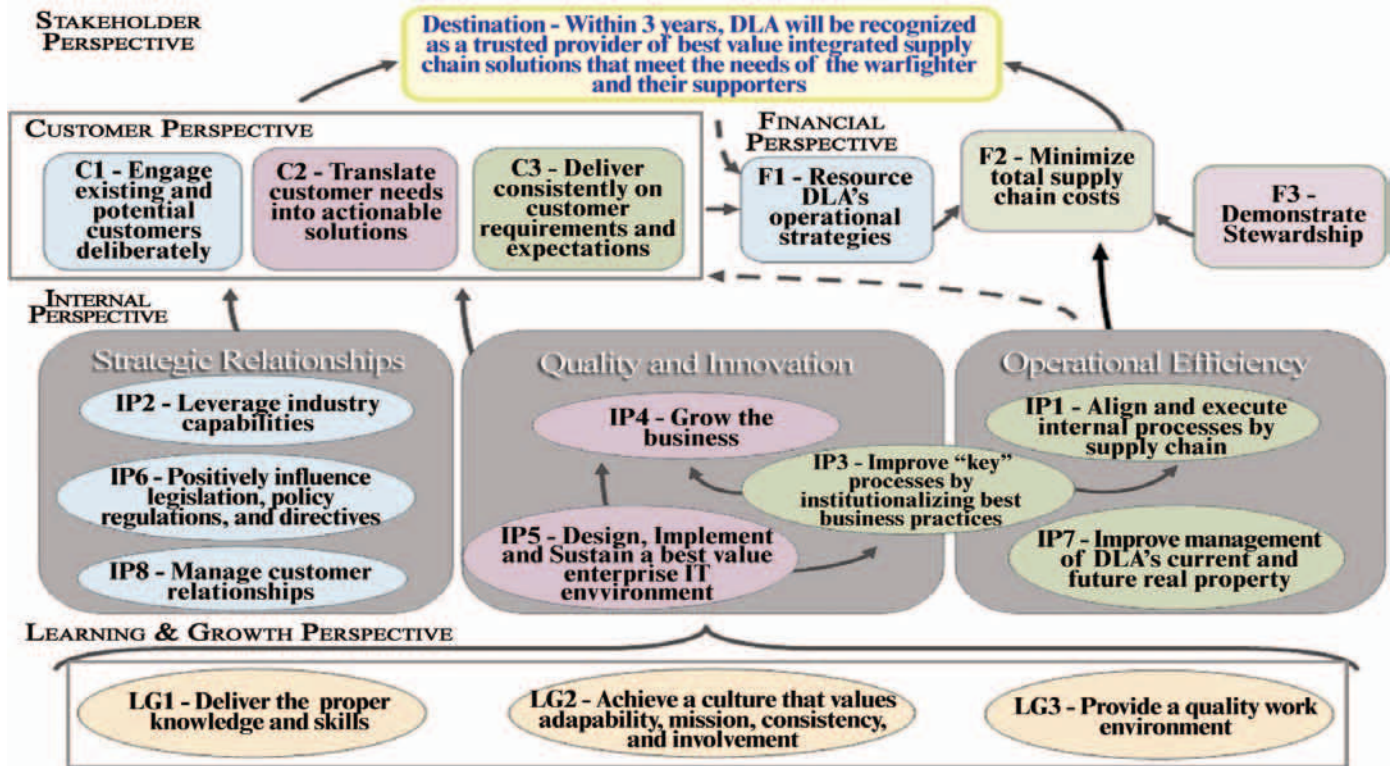 STAKEHOLDER
PERSPECTIVE
Destination - Within 3 years, DLA will be recognized
as a trusted provider of best value integrated supply
chain solutions that meet the needs of the warfighter
and their supporters
CUSTOMER PERSPECTIVE
C1 - Engage
existing and
potential
customers
deliberately
C2 - Translate
customer needs
into actionable
solutions
C3 - Deliver
consistently on
customer
requirements and
expectations
FINANCIAL
PERSPECTIVE
F1 - Resource
DLA's
operational
strategies
F2 - Minimize
total supply
chain costs
F3 -
Demonstrate
Stewardship
INTERNAL
PERSPECTIVE
Strategic Relationships
IP2 - Leverage industry
capabilities
IP6 - Positively influence
legislation, policy
regulations, and directives
IP8 - Manage customer
relationships
Quality and Innovation
IP4 - Grow the
business
IP3 - Improve “key”
processes by
institutionalizing best
business practices
IP5 - Design, Implement
and Sustain a best value
enterprise IT
envvironment
Operational Efficiency
IP1 - Align and execute
internal processes by
supply chain
IP7 - Improve management
of DLA's current and
future real property
LEARNING & GROWTH PERSPECTIVE
LG1 - Deliver the proper
knowledge and skills
LG2 - Achieve a culture that values
adapability, mission, consistency,
and involvement
LG3 - Provide a quality work
environment